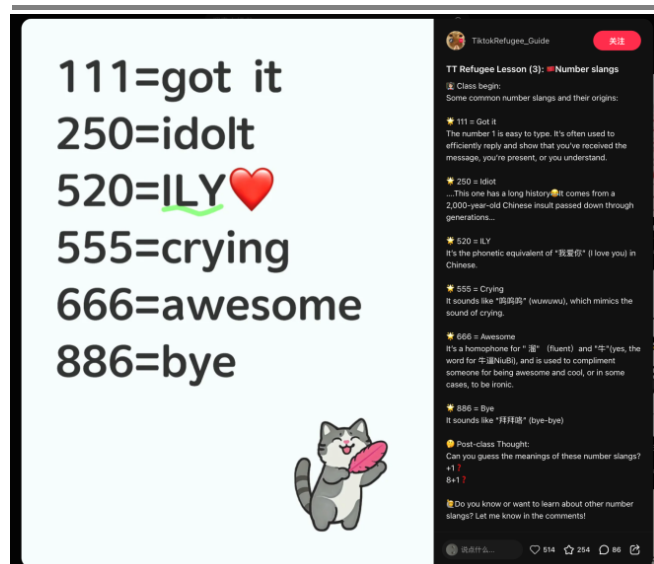 111=got it
250=idolt
520=ILY❤️
555=crying
666=awesome
886=bye
TiktokRefugee_Guide
关注
TT Refugee Lesson (3): Number slangs
Class begin:
Some common number slangs and their origins:
🌟 111 = Got it
The number 1 is easy to type. It's often used to
efficiently reply and show that you've received the
message, you're present, or you understand.
🌟 250 = Idiot
....This one has a long history😂It comes from a
2,000-year-old Chinese insult passed down through
generations...
🌟 520 = ILY
It's the phonetic equivalent of "我爱你" (I love you) in
Chinese.
🌟 555 = Crying
It sounds like "呜呜呜" (wuwuwu), which mimics the
sound of crying.
🌟 666 = Awesome
It's a homophone for " 溜" （fluent）and "牛"(yes, the
word for 牛逼NiuBi), and is used to compliment
someone for being awesome and cool, or in some
cases, to be ironic.
🌟 886 = Bye
It sounds like "拜拜咯" (bye-bye)
🤔 Post-class Thought:
Can you guess the meanings of these number slangs?
+1❓
8+1❓
🙋Do you know or want to learn about other number
slangs? Let me know in the comments!
说点什么...
514
254
86